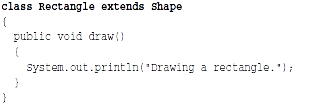 class Rectangle extends Shape
{
  public void draw()
  {
    System.out.println("Drawing a rectangle.");
  }
}